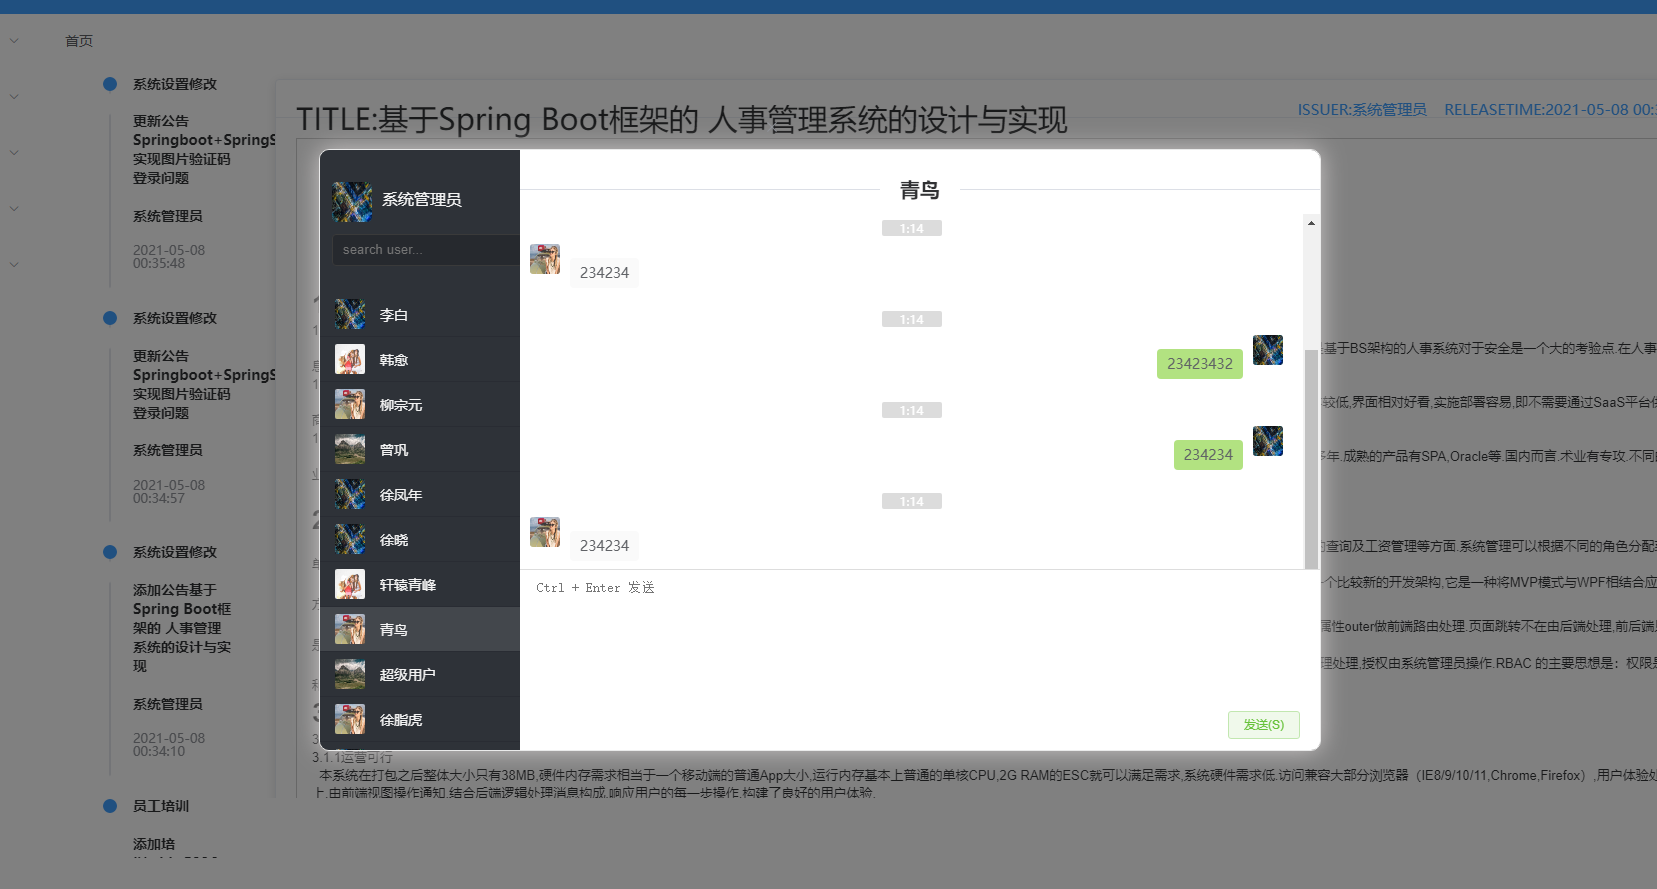 首页
系统设置修改
更新公告
Springboot+SpringS
实现图片验证码
登录问题
系统管理员
2021-05-08
00:35:48
系统设置修改
更新公告
Springboot+SpringS
实现图片验证码
登录问题
系统管理员
2021-05-08
00:34:57
系统设置修改
添加公告基于
Spring Boot框
架的 人事管理
系统的设计与实
现
系统管理员
2021-05-08
00:34:10
员工培训
添加培
TITLE:基于Spring Boot框架的 人事管理系统的设计与实现
ISSUER:系统管理员 RELEASETIME:2021-05-08 00:
系统管理员
search user...
李白
韩愈
柳宗元
曾巩
徐凤年
徐晓
轩辕青峰
青鸟
超级用户
徐脂虎
青鸟
1:14
234234
1:14
23423432
1:14
234234
1:14
234234
Ctrl + Enter 发送
发送(S)
基于BS架构的人事系统对于安全是一个大的考验点.在人事
较低,界面相对好看,实施部署容易,即不需要通过SaaS平台
年.成熟的产品有SPA,Oracle等.国内而言.术业有专攻.不同
查询及工资管理等方面.系统管理可以根据不同的角色分配
个比较新的开发架构,它是一种将MVP模式与WPF相结合应
属性outer做前端路由处理.页面跳转不在由后端处理,前后端
理处理,授权由系统管理员操作.RBAC 的主要思想是：权限
3.1.1运营可行
本系统在打包之后整体大小只有38MB,硬件内存需求相当于一个移动端的普通App大小,运行内存基本上普通的单核CPU,2G RAM的ESC就可以满足需求,系统硬件需求低.访问兼容大部分浏览器（IE8/9/10/11,Chrome,Firefox）,用户体验处
上.由前端视图操作通知.结合后端逻辑处理消息构成.响应用户的每一步操作.构建了良好的用户体验.